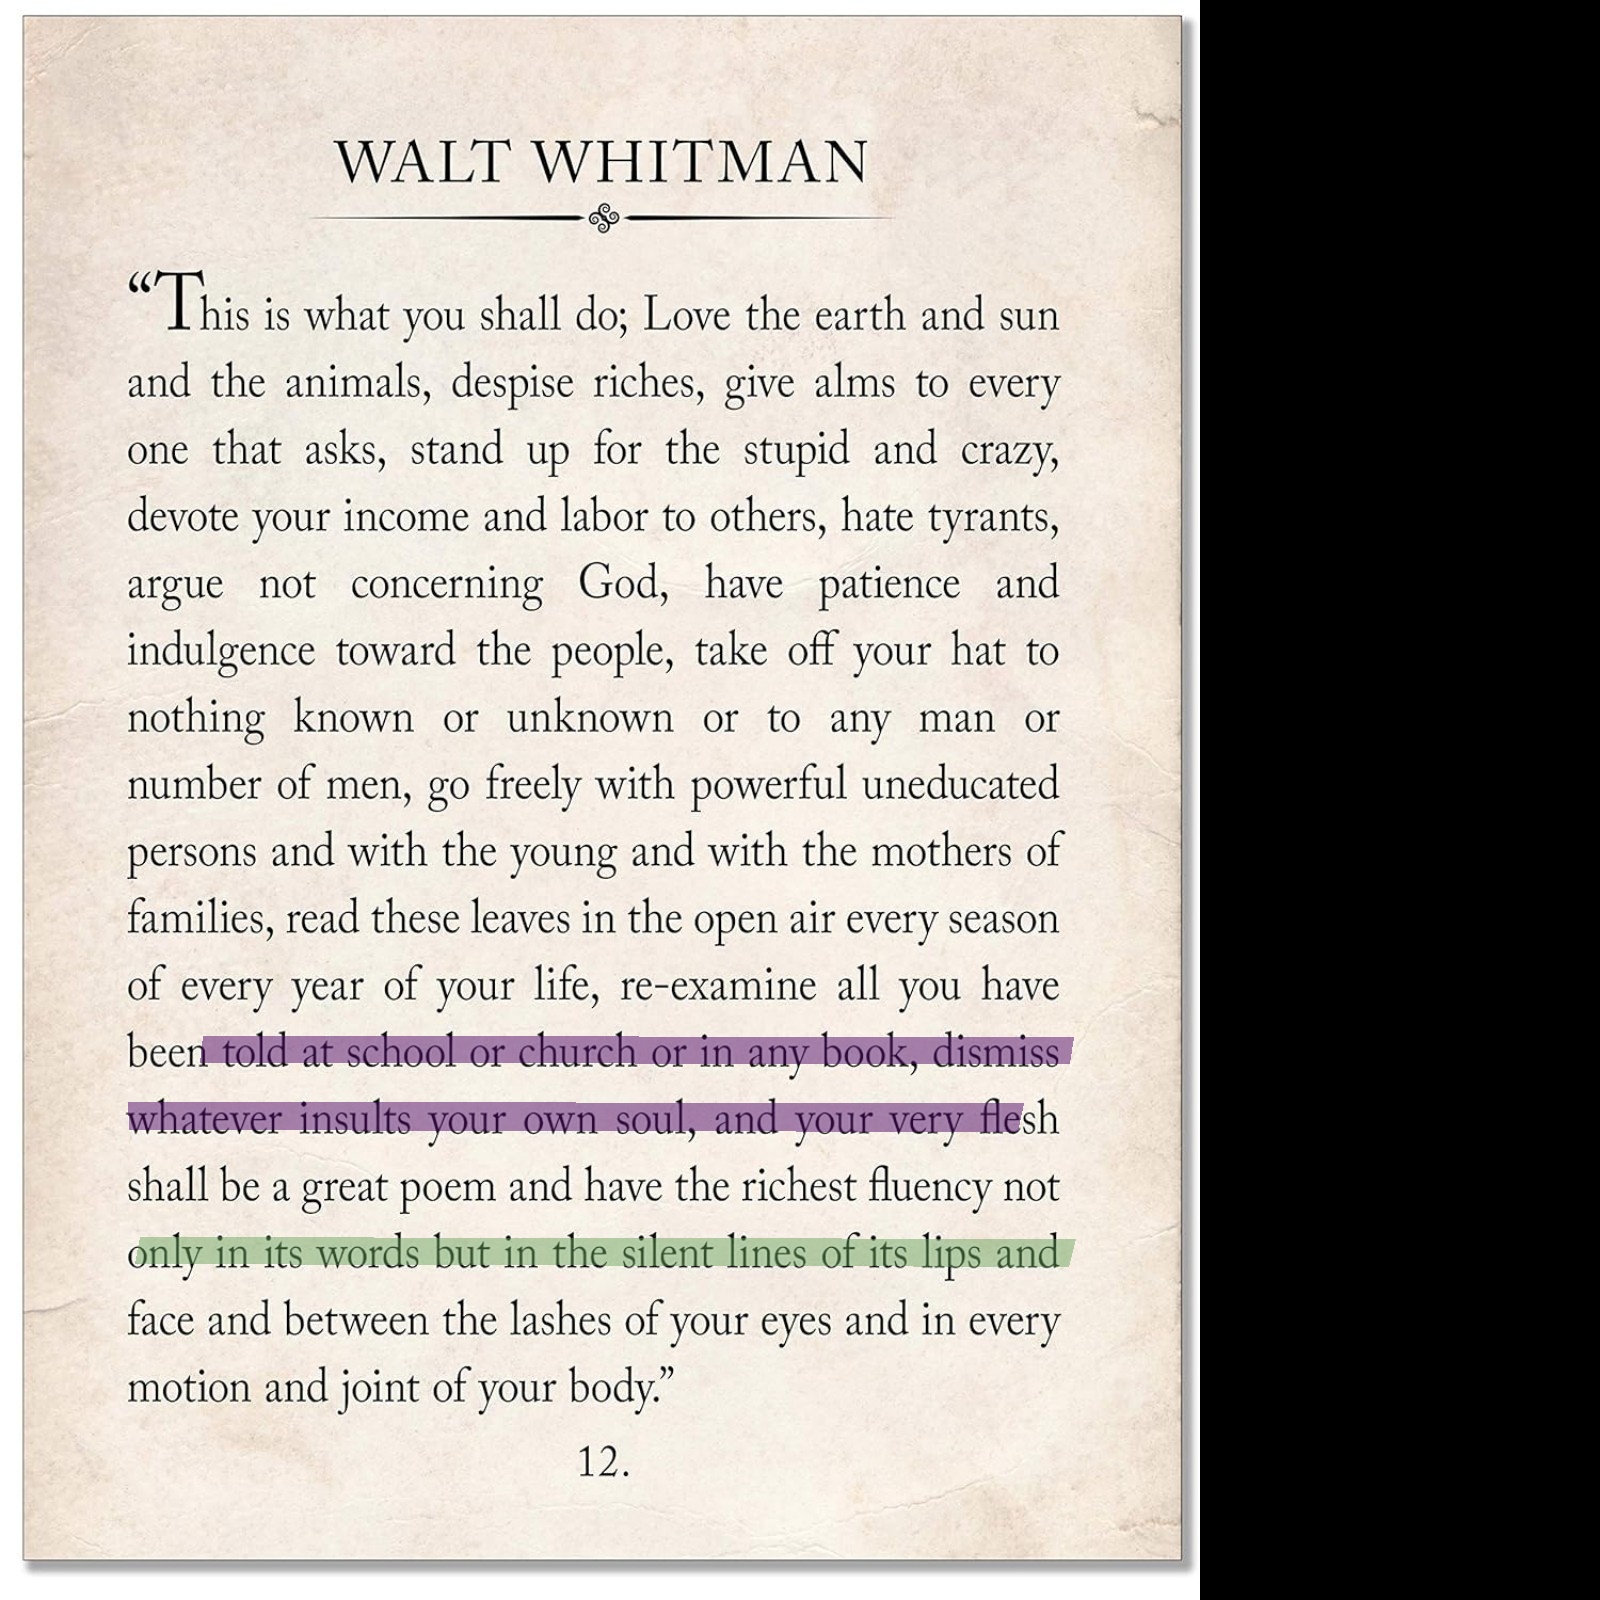 WALT WHITMAN
“This is what you shall do; Love the earth and sun
and the animals, despise riches, give alms to every
one that asks, stand up for the stupid and crazy,
devote your income and labor to others, hate tyrants,
argue not concerning God, have patience and
indulgence toward the people, take off your hat to
nothing known or unknown or to any man or
number of men, go freely with powerful uneducated
persons and with the young and with the mothers of
families, read these leaves in the open air every season
of every year of your life, re-examine all you have
been told at school or church or in any book, dismiss
whatever insults your own soul, and your very flesh
shall be a great poem and have the richest fluency not
only in its words but in the silent lines of its lips and
face and between the lashes of your eyes and in every
motion and joint of your body.”
12.